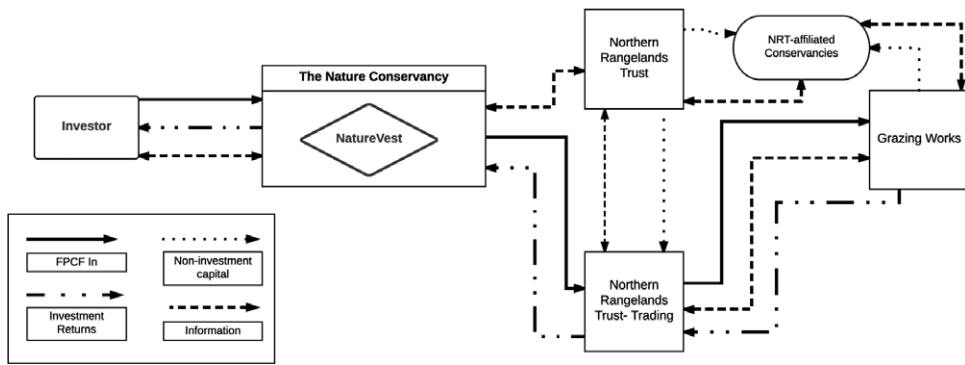 Investor
The Nature Conservancy
NatureVest
Northern
Rangelands
Trust
NRT-affiliated
Conservancies
Grazing Works
Northern
Rangelands
Trust- Trading
FPCF In
Non-investment
capital
Investment
Returns
Information